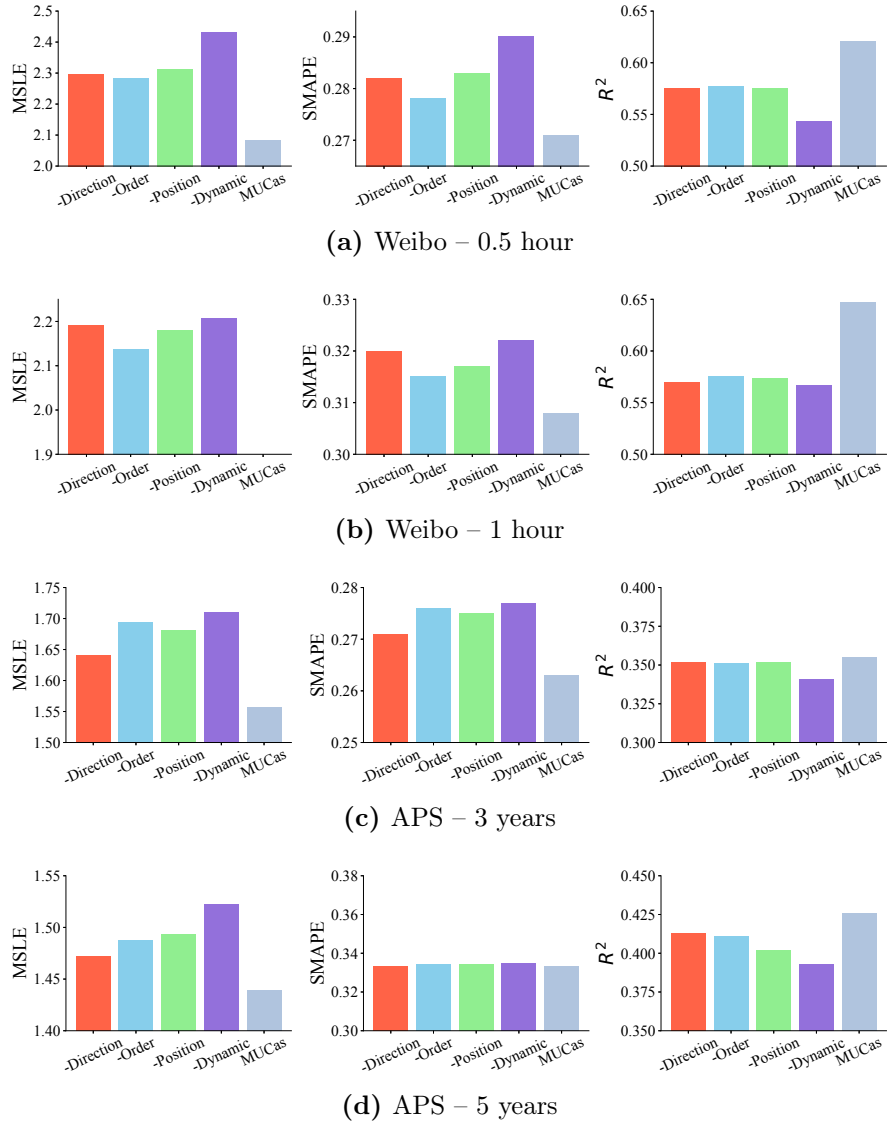 MSLE
2.5
2.4
2.3
2.2
2.1
2.0
-Direction
-Order
-Position
-Dynamic
MUCas
SMAPE
0.29
0.28
0.27
-Direction
-Order
-Position
-Dynamic
MUCas
R²
0.65
0.60
0.55
0.50
-Direction
-Order
-Position
-Dynamic
MUCas
(a) Weibo – 0.5 hour
MSLE
2.2
2.1
2.0
1.9
-Direction
-Order
-Position
-Dynamic
MUCas
SMAPE
0.33
0.32
0.31
0.30
-Direction
-Order
-Position
-Dynamic
MUCas
R²
0.65
0.60
0.55
0.50
-Direction
-Order
-Position
-Dynamic
MUCas
(b) Weibo – 1 hour
MSLE
1.75
1.70
1.65
1.60
1.55
1.50
-Direction
-Order
-Position
-Dynamic
MUCas
SMAPE
0.28
0.27
0.26
0.25
-Direction
-Order
-Position
-Dynamic
MUCas
R²
0.400
0.375
0.350
0.325
0.300
-Direction
-Order
-Position
-Dynamic
MUCas
(c) APS – 3 years
MSLE
1.55
1.50
1.45
1.40
-Direction
-Order
-Position
-Dynamic
MUCas
SMAPE
0.38
0.36
0.34
0.32
0.30
-Direction
-Order
-Position
-Dynamic
MUCas
R²
0.450
0.425
0.400
0.375
0.350
-Direction
-Order
-Position
-Dynamic
MUCas
(d) APS – 5 years